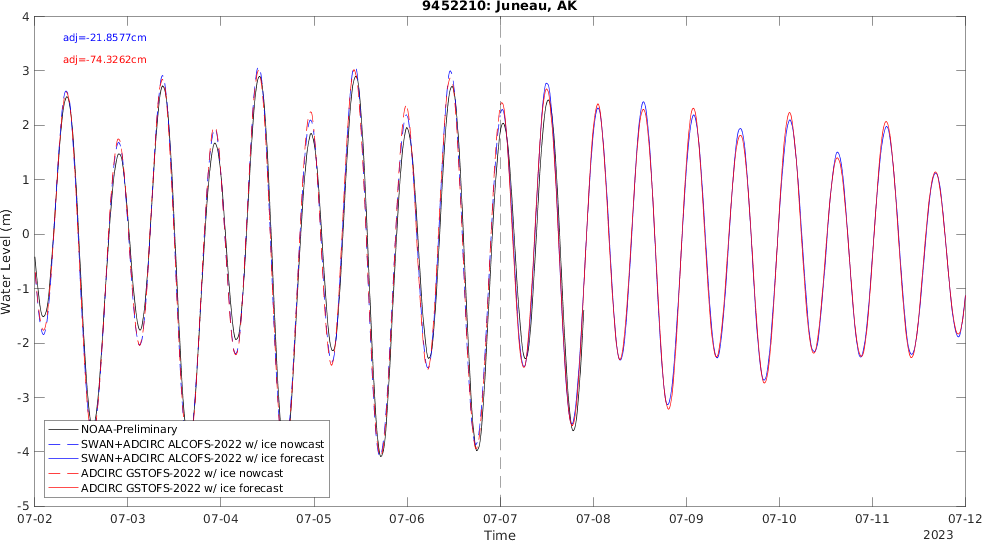 9452210: Juneau, AK
adj=-21.8577cm
adj=-74.3262cm
Water Level (m)
4
3
2
1
0
-1
-2
-3
-4
-5
NOAA-Preliminary
SWAN+ADCIRC ALCOFS-2022 w/ ice nowcast
SWAN+ADCIRC ALCOFS-2022 w/ ice forecast
ADCIRC GSTOFS-2022 w/ ice nowcast
ADCIRC GSTOFS-2022 w/ ice forecast
07-02 07-03 07-04 07-05 07-06 07-07 07-08 07-09 07-10 07-11 07-12
Time
2023